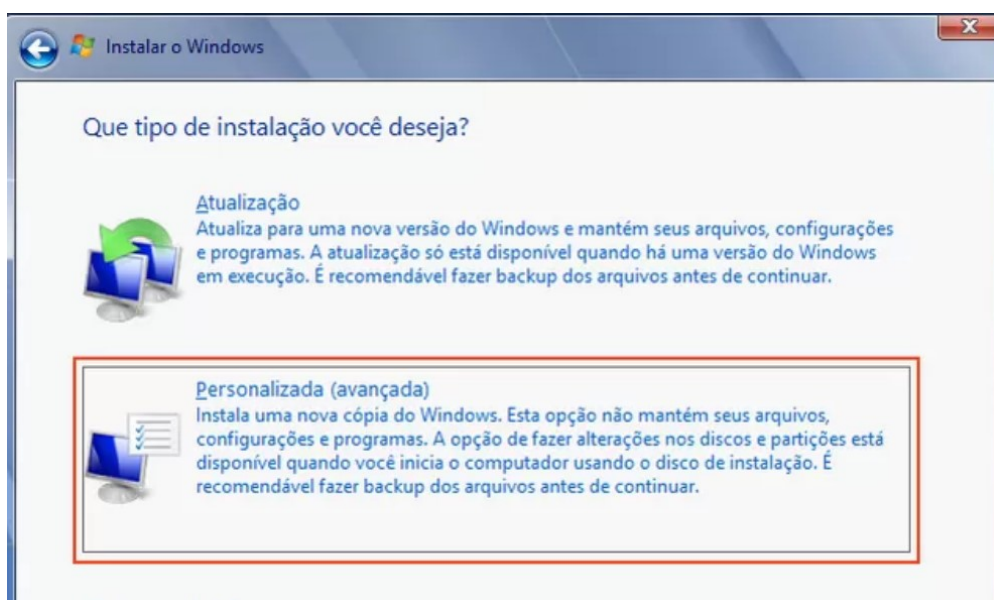 Instalar o Windows
Que tipo de instalação você deseja?
Atualização
Atualiza para uma nova versão do Windows e mantém seus arquivos, configurações
e programas. A atualização só está disponível quando há uma versão do Windows
em execução. É recomendável fazer backup dos arquivos antes de continuar.
Personalizada (avançada)
Instala uma nova cópia do Windows. Esta opção não mantém seus arquivos,
configurações e programas. A opção de fazer alterações nos discos e partições está
disponível quando você inicia o computador usando o disco de instalação. É
recomendável fazer backup dos arquivos antes de continuar.